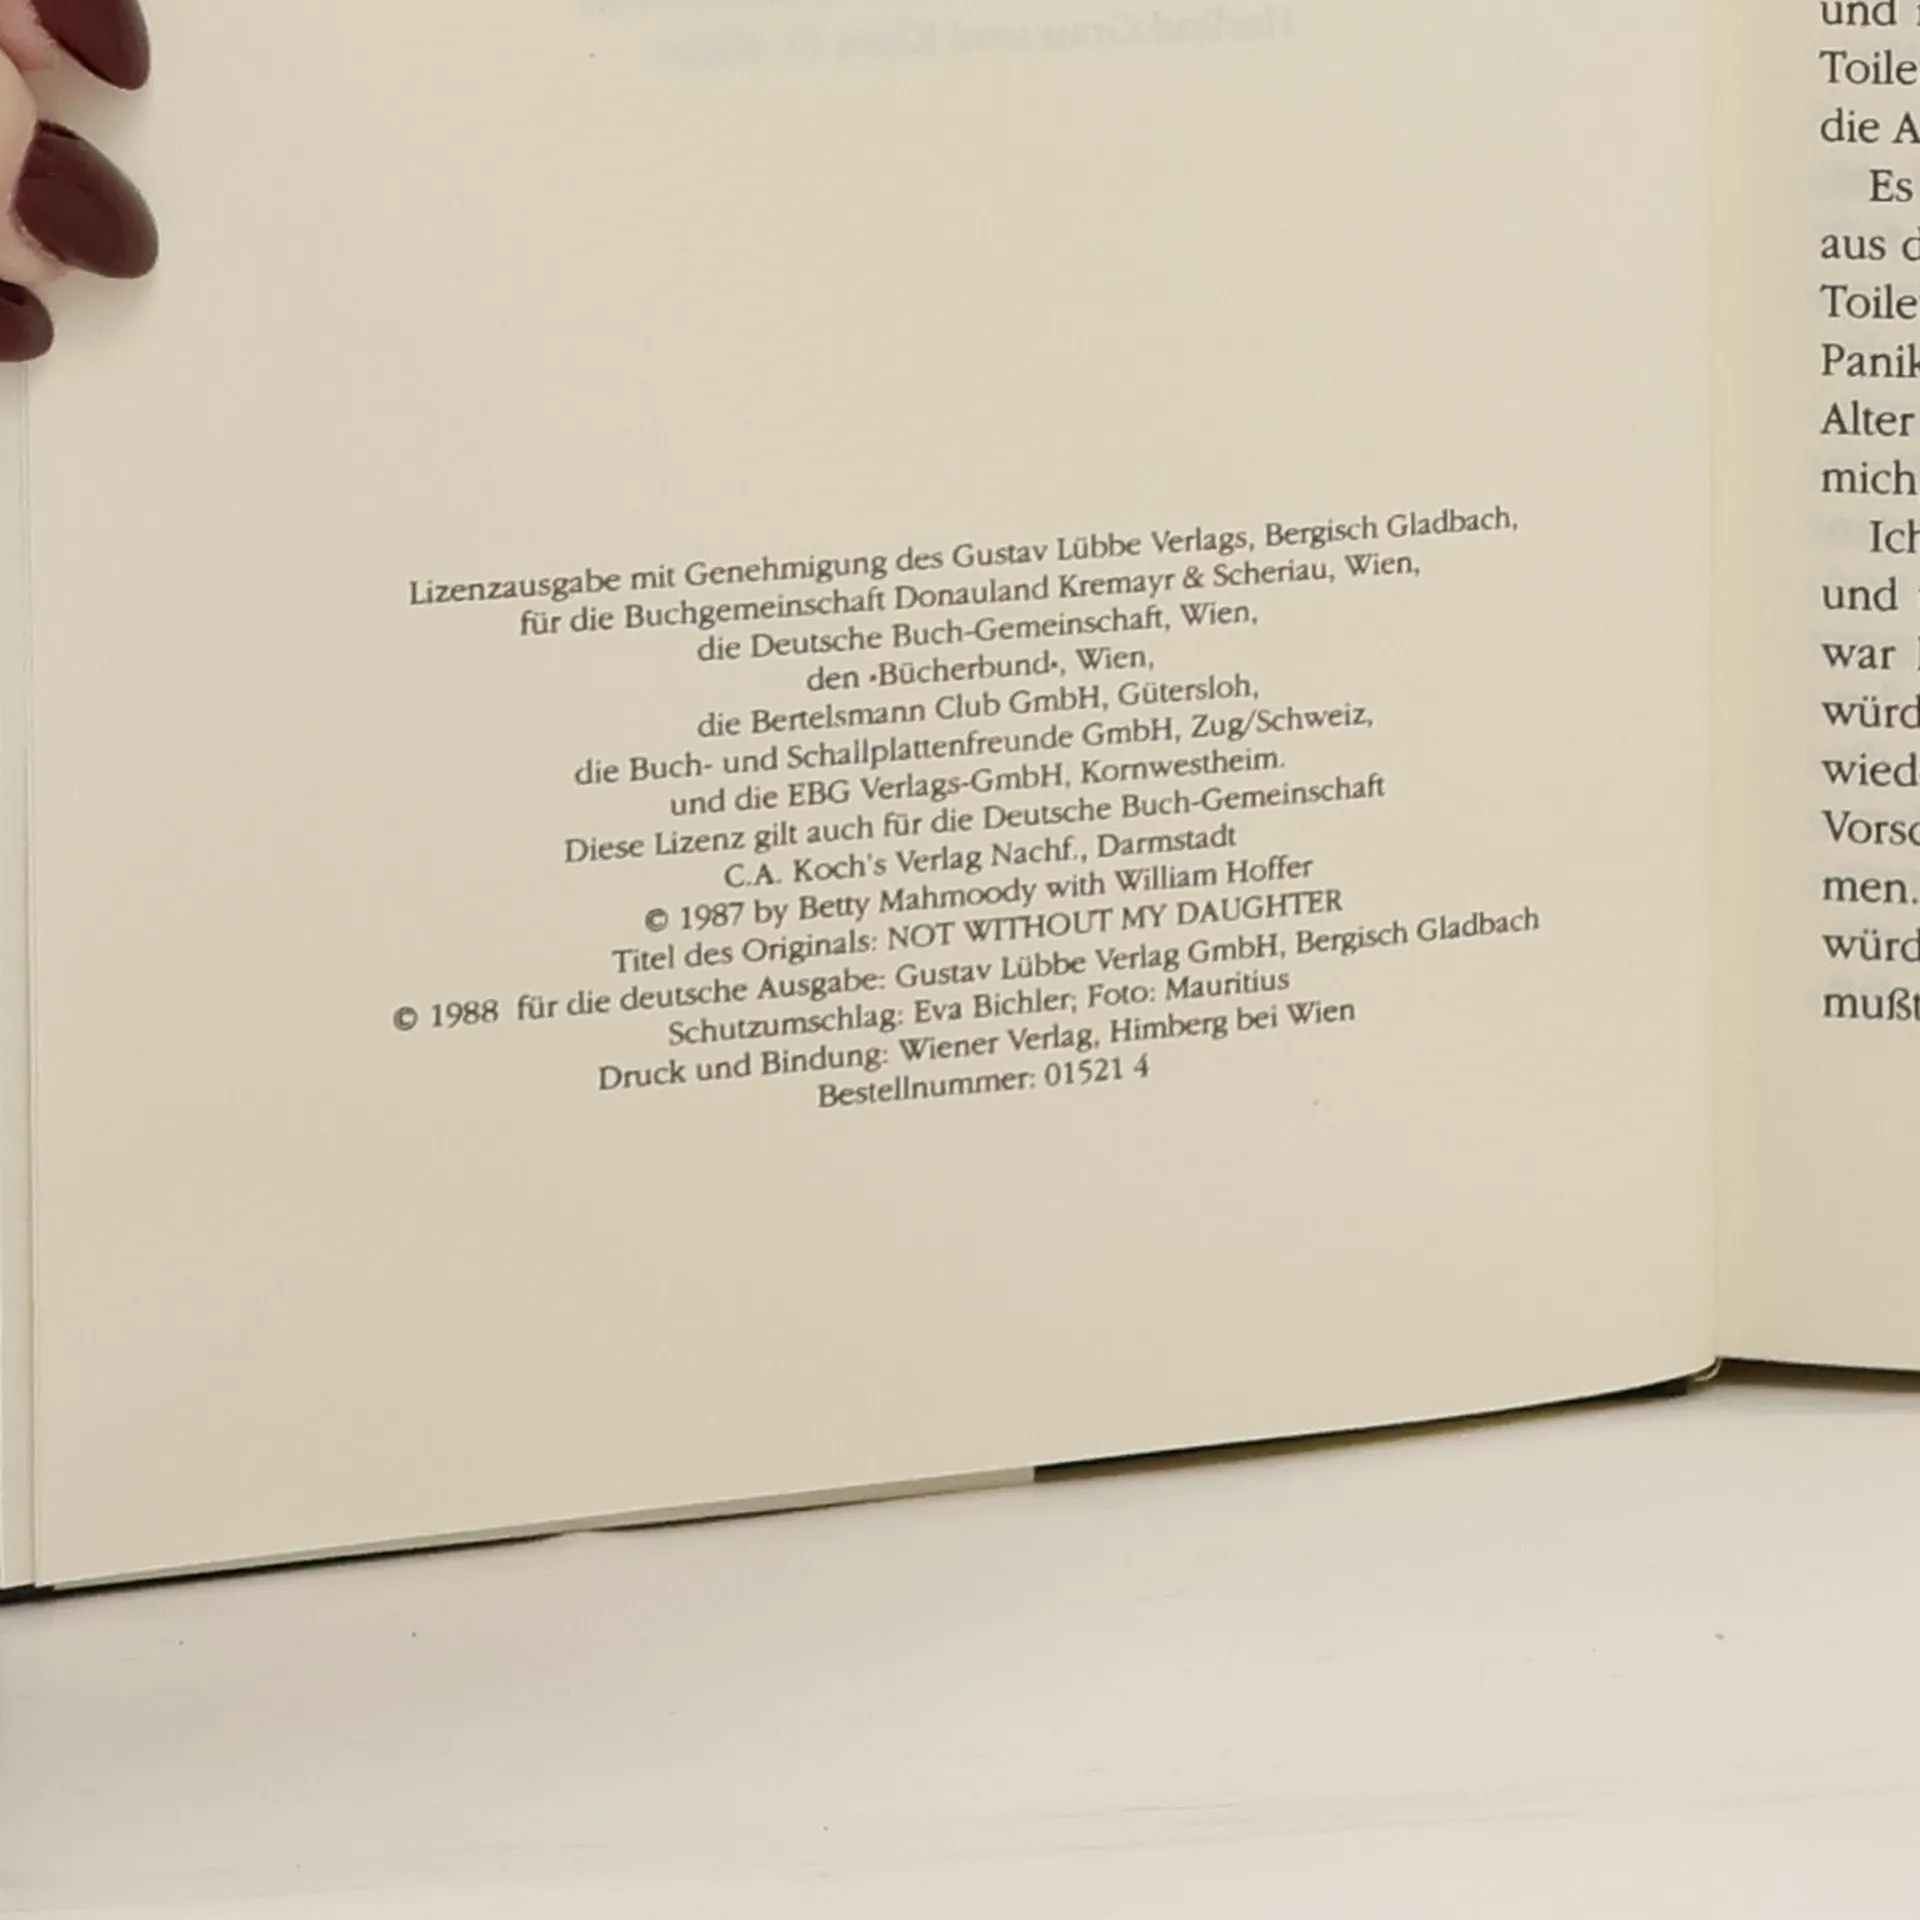 Lizenzausgabe mit Genehmigung des Gustav Lübbe Verlags, Bergisch Gladbach,
für die Buchgemeinschaft Donauland Kremayr & Scheriau, Wien,
die Deutsche Buch-Gemeinschaft, Wien,
den ·Bücherbund·, Wien,
die Bertelsmann Club GmbH, Gütersloh,
die Buch- und Schallplattenfreunde GmbH, Zug/Schweiz,
und die EBG Verlags-GmbH, Kornwestheim.
Diese Lizenz gilt auch für die Deutsche Buch-Gemeinschaft
C.A. Koch's Verlag Nachf., Darmstadt
© 1987 by Betty Mahmoody with William Hoffer
Titel des Originals: NOT WITHOUT MY DAUGHTER
© 1988 für die deutsche Ausgabe: Gustav Lübbe Verlag GmbH, Bergisch Gladbach
Schutzumschlag: Eva Bichler; Foto: Mauritius
Druck und Bindung: Wiener Verlag, Himberg bei Wien
Bestellnummer: 01521 4
und
Toile
die A
Es
aus d
Toile
Panik
Alter
mich
Ich
und
war
würd
wied
Vorsc
men.
würd
mußt